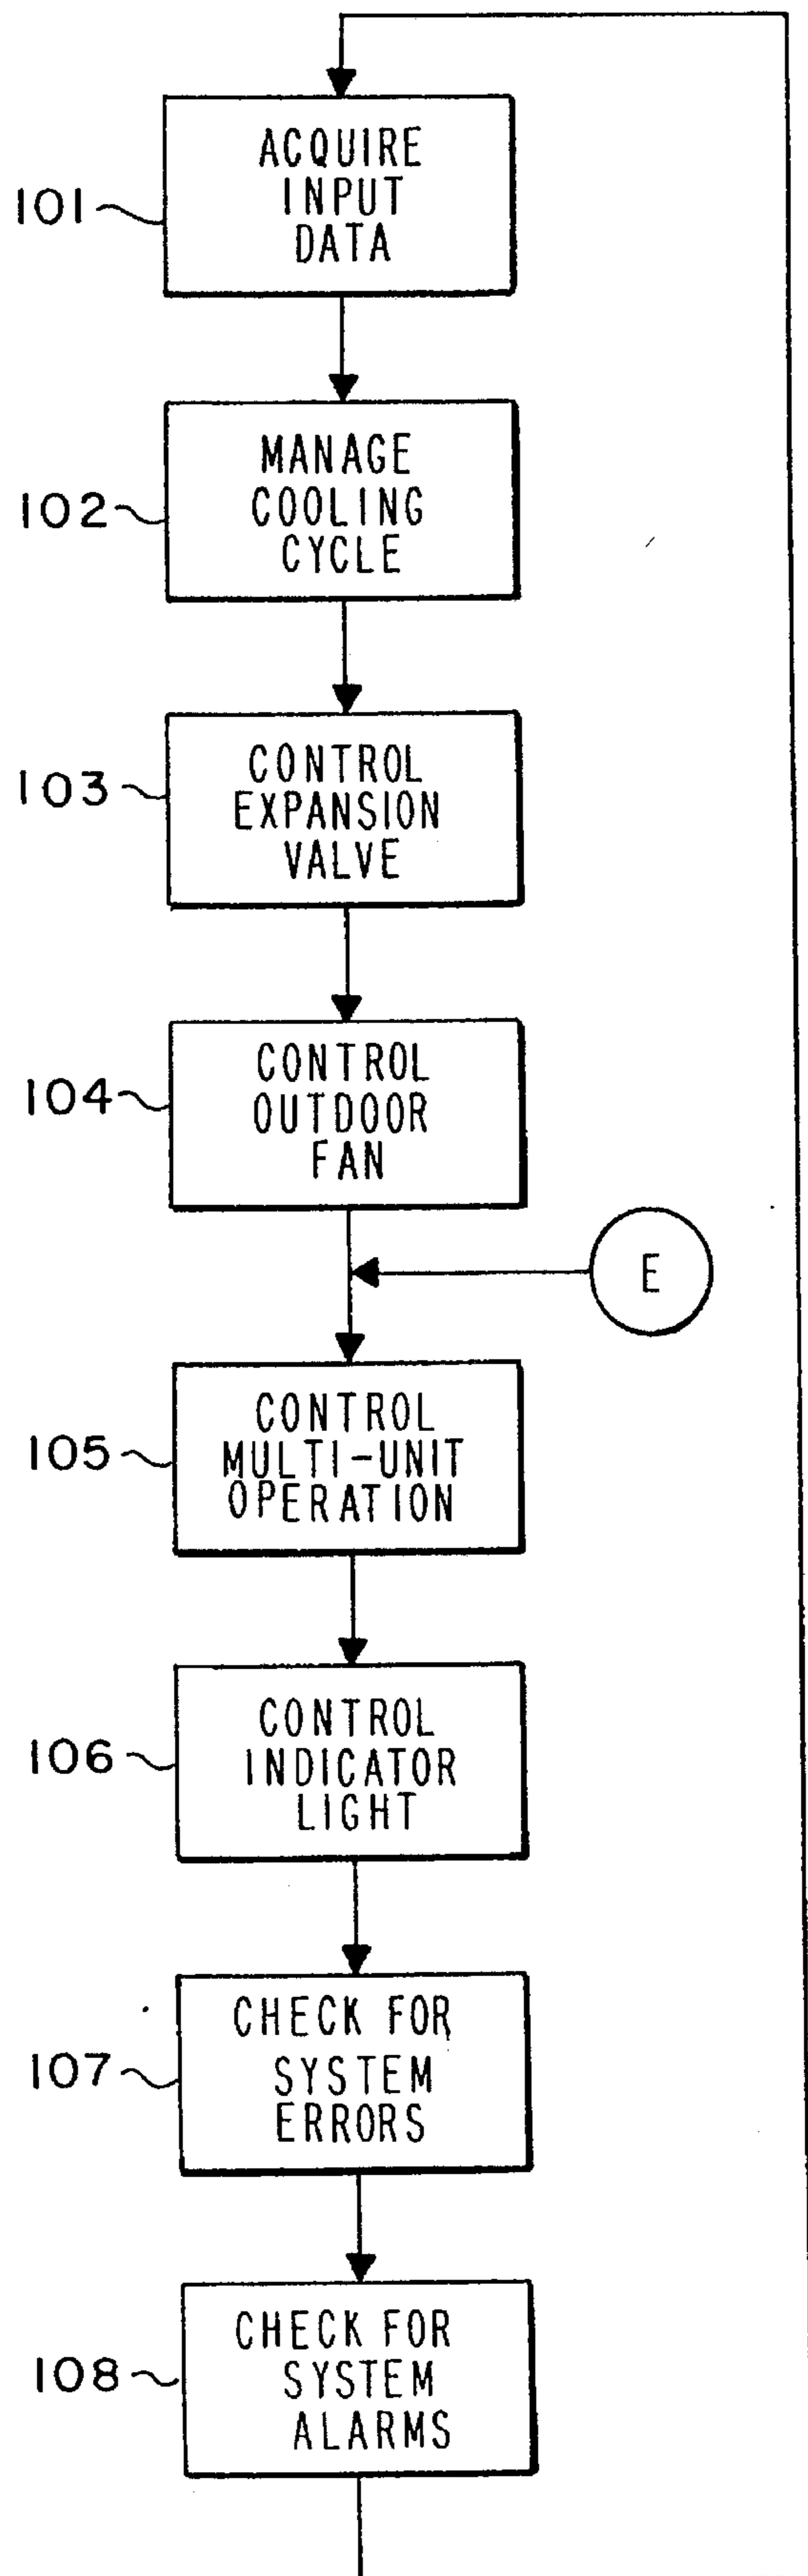 101
ACQUIRE
INPUT
DATA
102
MANAGE
COOLING
CYCLE
103
CONTROL
EXPANSION
VALVE
104
CONTROL
OUTDOOR
FAN
E
105
CONTROL
MULTI-UNIT
OPERATION
106
CONTROL
INDICATOR
LIGHT
107
CHECK FOR
SYSTEM
ERRORS
108
CHECK FOR
SYSTEM
ALARMS